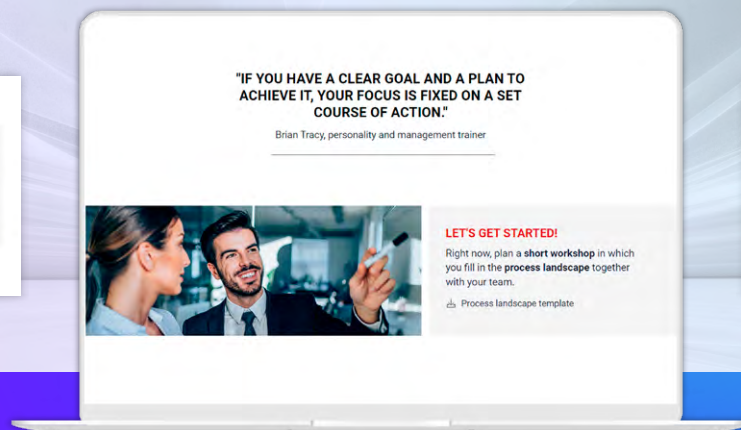 "IF YOU HAVE A CLEAR GOAL AND A PLAN TO
ACHIEVE IT, YOUR FOCUS IS FIXED ON A SET
COURSE OF ACTION."
Brian Tracy, personality and management trainer
LET'S GET STARTED!
Right now, plan a short workshop in which
you fill in the process landscape together
with your team.
Process landscape template